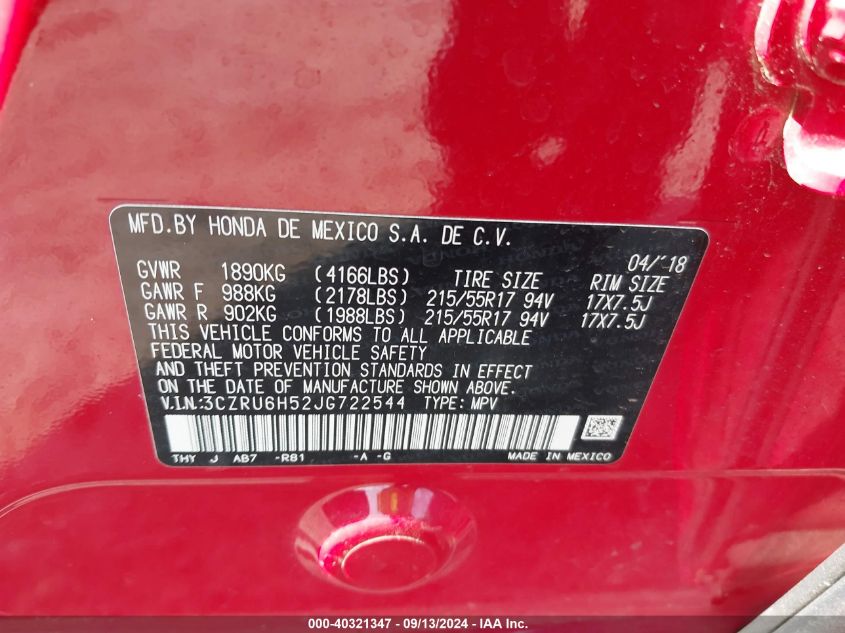 MFD.BY HONDA DE MEXICO S.A. DE C.V.
04/'18
GVWR 1890KG (4166LBS) TIRE SIZE RIM SIZE
GAWR F 988KG (2178LBS) 215/55R17 94V 17X7.5J
GAWR R 902KG (1988LBS) 215/55R17 94V 17X7.5J
THIS VEHICLE CONFORMS TO ALL APPLICABLE
FEDERAL MOTOR VEHICLE SAFETY
AND THEFT PREVENTION STANDARDS IN EFFECT
ON THE DATE OF MANUFACTURE SHOWN ABOVE.
V.I.N.:3CZRU6H52JG722544 TYPE: MPV
THY J AB7 -R81 -A -G MADE IN MEXICO
000-40321347 — 09/13/2024 — IAA Inc.